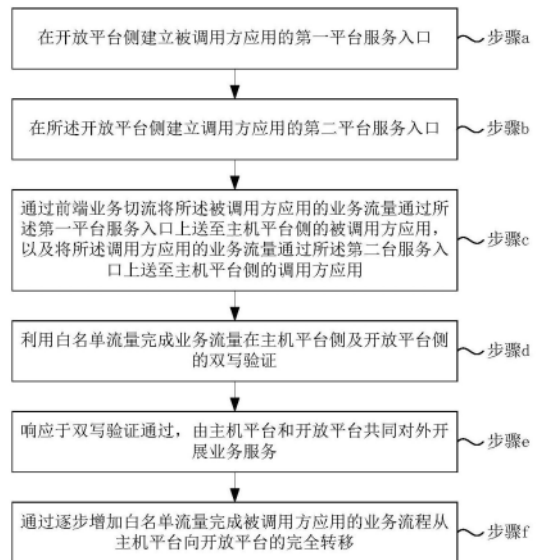 在开放平台侧建立被调用方应用的第一平台服务入口
步骤a
在所述开放平台侧建立调用方应用的第二平台服务入口
步骤b
通过前端业务切流将所述被调用方应用的业务流量通过所
述第一平台服务入口上送至主机平台侧的被调用方应用，
以及将所述调用方应用的业务流量通过所述第二台服务入
口上送至主机平台侧的调用方应用
步骤c
利用白名单流量完成业务流量在主机平台侧及开放平台侧
的双写验证
步骤d
响应于双写验证通过，由主机平台和开放平台共同对外开
展业务服务
步骤e
通过逐步增加白名单流量完成被调用方应用的业务流程从
主机平台向开放平台的完全转移
步骤f